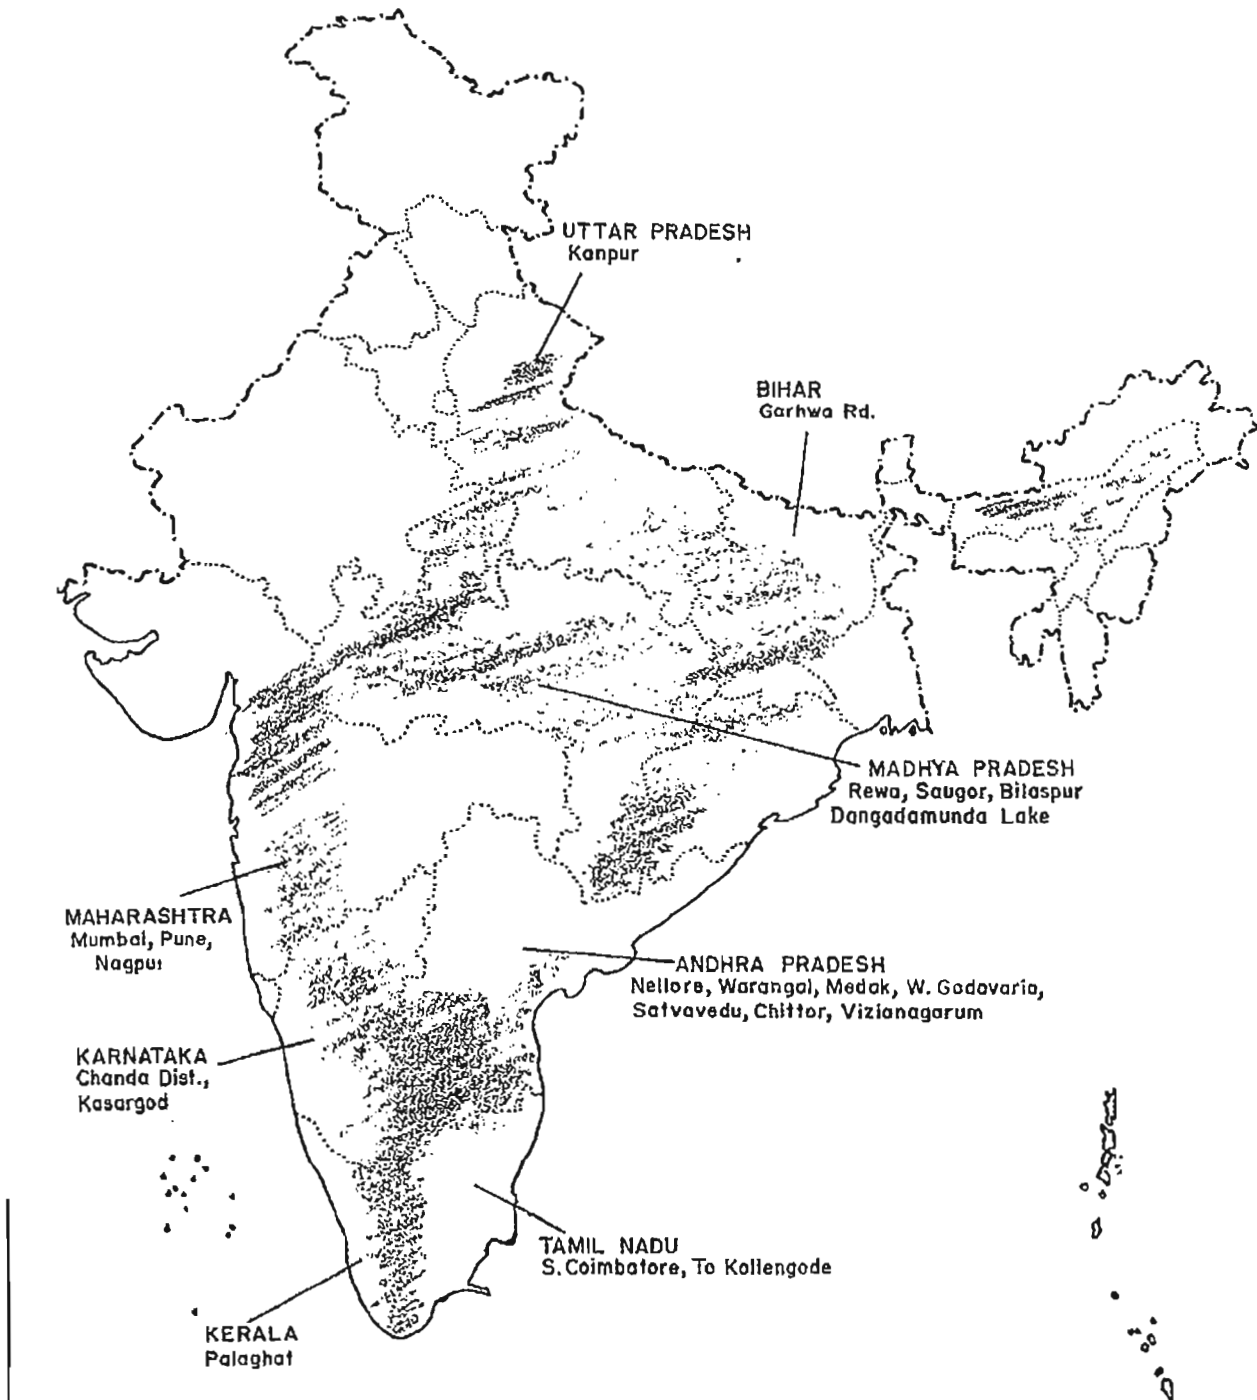 UTTAR PRADESH
Kanpur
BIHAR
Garhwa Rd.
MADHYA PRADESH
Rewa, Saugor, Bilaspur
Dangadamunda Lake
MAHARASHTRA
Mumbai, Pune,
Nagpur
ANDHRA PRADESH
Nellore, Warangal, Medak, W. Godavaria,
Satvavedu, Chittor, Vizianagarum
KARNATAKA
Chanda Dist.,
Kasargod
TAMIL NADU
S.Coimbatore, To Kollengode
KERALA
Palaghat